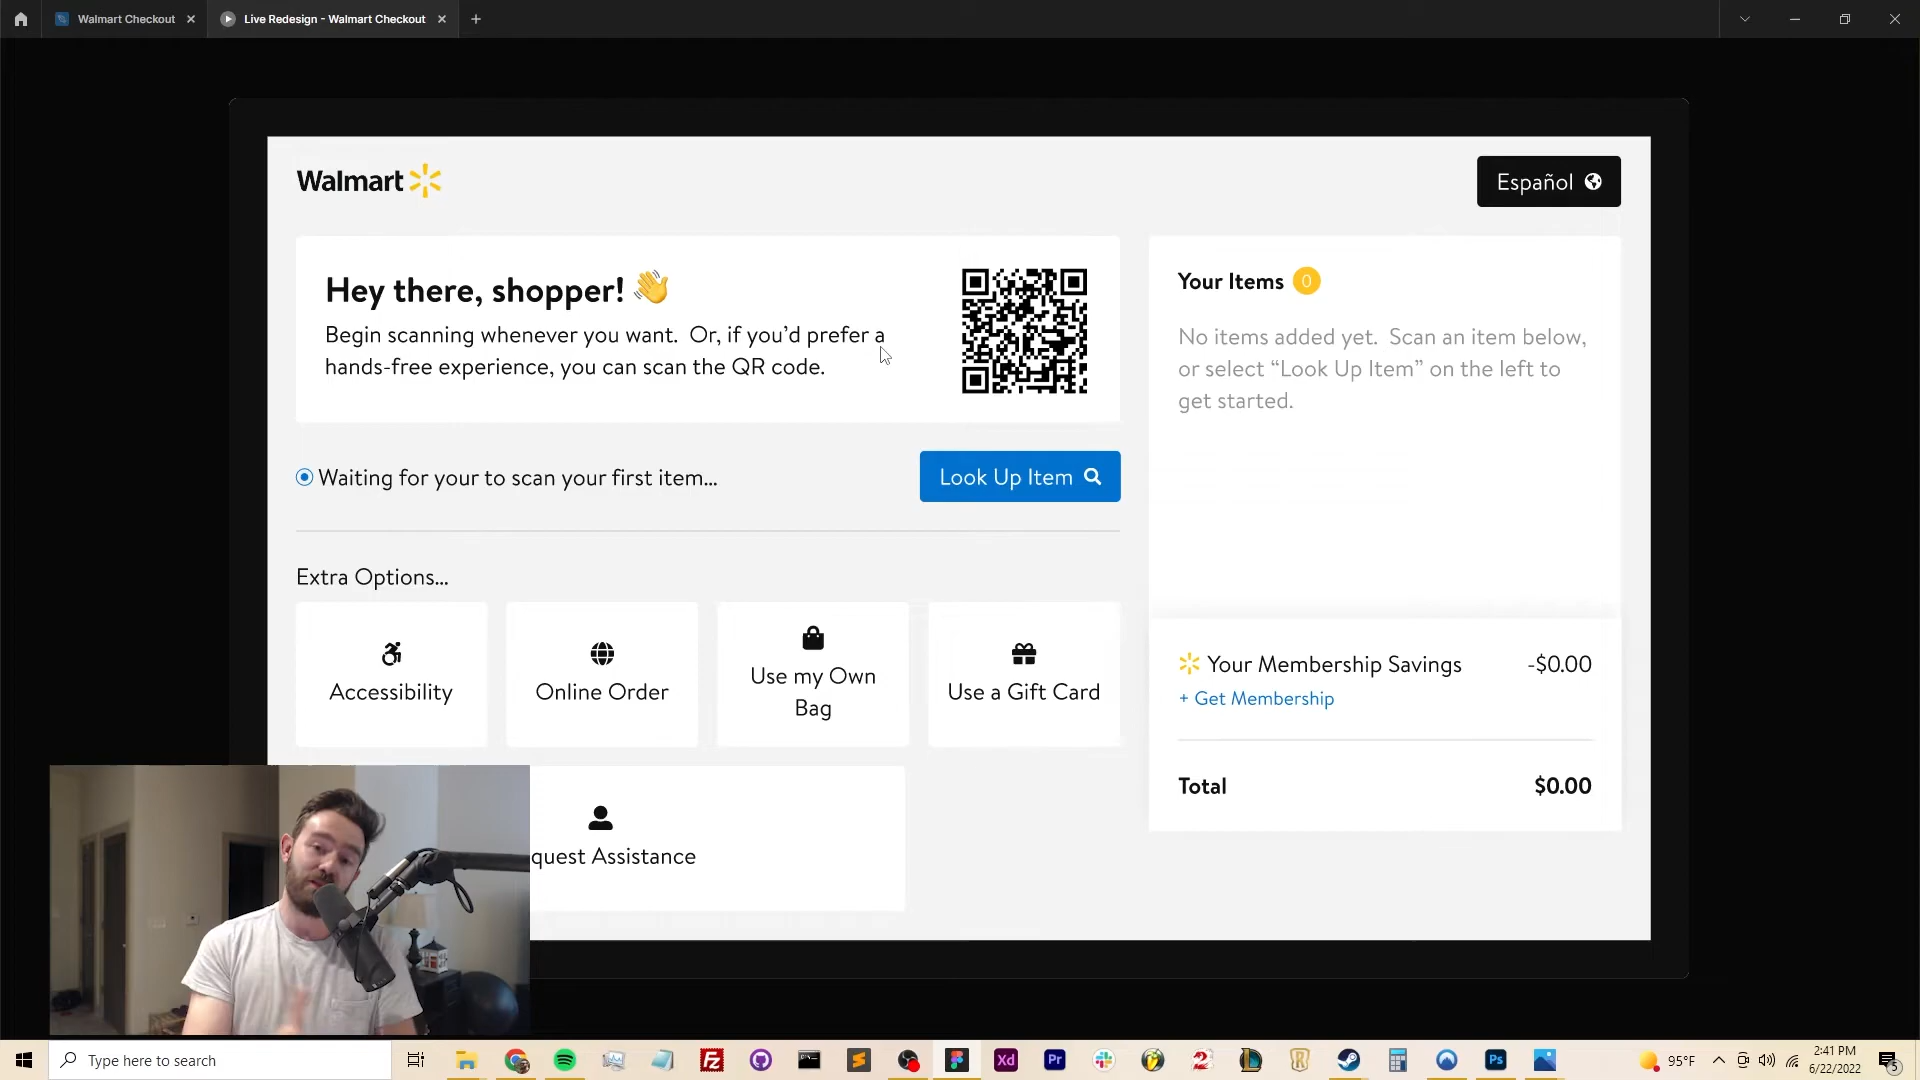 Walmart Checkout
Live Redesign - Walmart Checkout
Walmart
Español
Hey there, shopper! 👋
Begin scanning whenever you want. Or, if you’d prefer a
hands-free experience, you can scan the QR code.
Your Items 0
No items added yet. Scan an item below,
or select “Look Up Item” on the left to
get started.
Waiting for your to scan your first item...
Look Up Item
Extra Options...
Accessibility
Online Order
Use my Own
Bag
Use a Gift Card
quest Assistance
Your Membership Savings -$0.00
+ Get Membership
Total $0.00
Type here to search
Xd
Pr
Ps
95°F
2:41 PM
6/22/2022
5